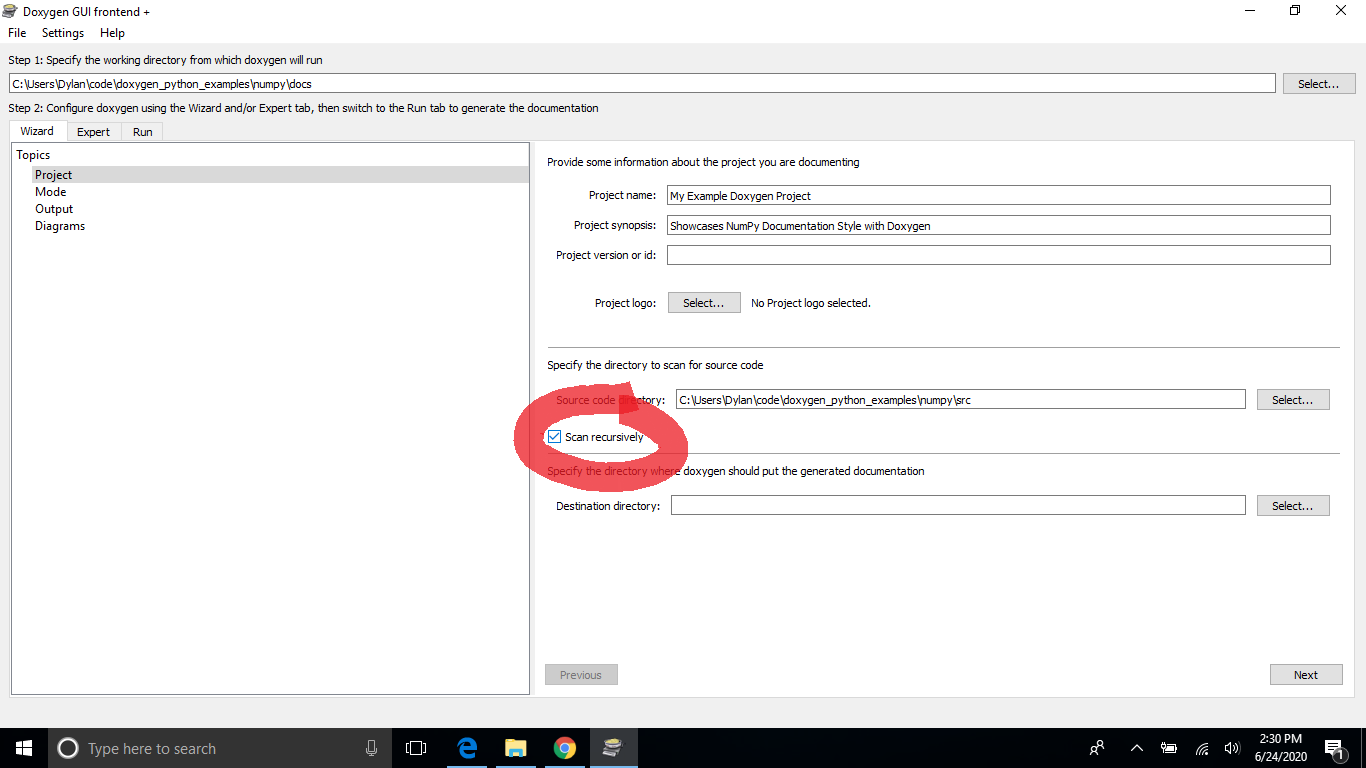 Doxygen GUI frontend +
File Settings Help
Step 1: Specify the working directory from which doxygen will run
C:\Users\Dylan\code\doxygen_python_examples\numpy\docs
Select...
Step 2: Configure doxygen using the Wizard and/or Expert tab, then switch to the Run tab to generate the documentation
Wizard Expert Run
Topics
Project
Mode
Output
Diagrams
Provide some information about the project you are documenting
Project name: My Example Doxygen Project
Project synopsis: Showcases NumPy Documentation Style with Doxygen
Project version or id:
Project logo: Select... No Project logo selected.
Specify the directory to scan for source code
Source code directory: C:\Users\Dylan\code\doxygen_python_examples\numpy\src Select...
Scan recursively
Specify the directory where doxygen should put the generated documentation
Destination directory: Select...
Previous Next
Type here to search
2:30 PM
6/24/2020
1